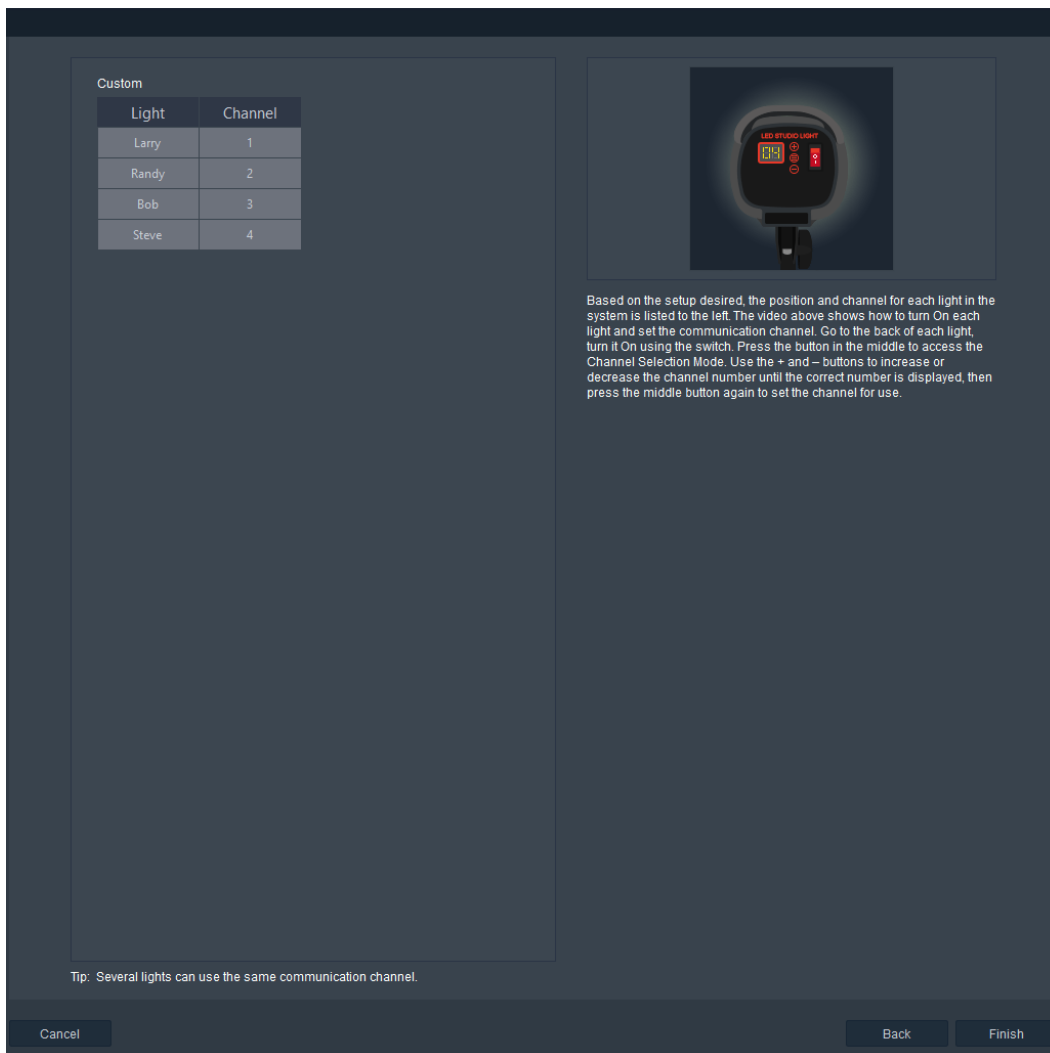 Custom
Light Channel
Larry 1
Randy 2
Bob 3
Steve 4
LED STUDIO LIGHT
04
Based on the setup desired, the position and channel for each light in the
system is listed to the left. The video above shows how to turn On each
light and set the communication channel. Go to the back of each light,
turn it On using the switch. Press the button in the middle to access the
Channel Selection Mode. Use the + and – buttons to increase or
decrease the channel number until the correct number is displayed, then
press the middle button again to set the channel for use.
Tip: Several lights can use the same communication channel.
Cancel Back Finish